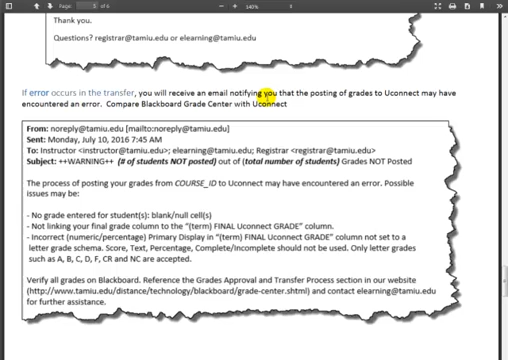 Page:
5
of 6
140%
Thank you.
Questions? registrar@tamiu.edu or elearning@tamiu.edu
If error occurs in the transfer, you will receive an email notifying you that the posting of grades to Uconnect may have
encountered an error. Compare Blackboard Grade Center with Uconnect
From: noreply@tamiu.edu [mailto:noreply@tamiu.edu]
Sent: Monday, July 10, 2016 7:45 AM
To: Instructor <instructor@tamiu.edu>; elearning@tamiu.edu; Registrar <registrar@tamiu.edu>
Subject: ++WARNING++ (# of students NOT posted) out of (total number of students) Grades NOT Posted
The process of posting your grades from COURSE_ID to Uconnect may have encountered an error. Possible
issues may be:
- No grade entered for student(s): blank/null cell(s)
- Not linking your final grade column to the "(term) FINAL Uconnect GRADE" column.
- Incorrect (numeric/percentage) Primary Display in "(term) FINAL Uconnect GRADE" column not set to a
letter grade schema. Score, Text, Percentage, Complete/Incomplete should not be used. Only letter grades
such as A, B, C, D, F, CR and NC are accepted.
Verify all grades on Blackboard. Reference the Grades Approval and Transfer Process section in our website
(http://www.tamiu.edu/distance/technology/blackboard/grade-center.shtml) and contact elearning@tamiu.edu
for further assistance.